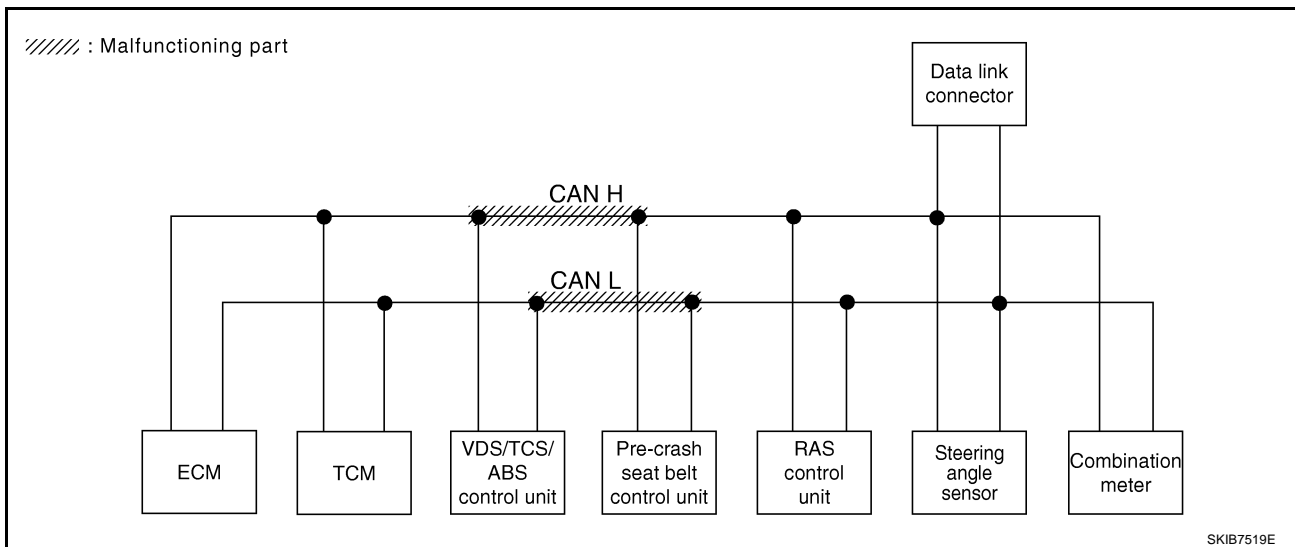 : Malfunctioning part
Data link
connector
CAN H
CAN L
ECM
TCM
VDS/TCS/
ABS
control unit
Pre-crash
seat belt
control unit
RAS
control
unit
Steering
angle
sensor
Combination
meter
SKIB7519E